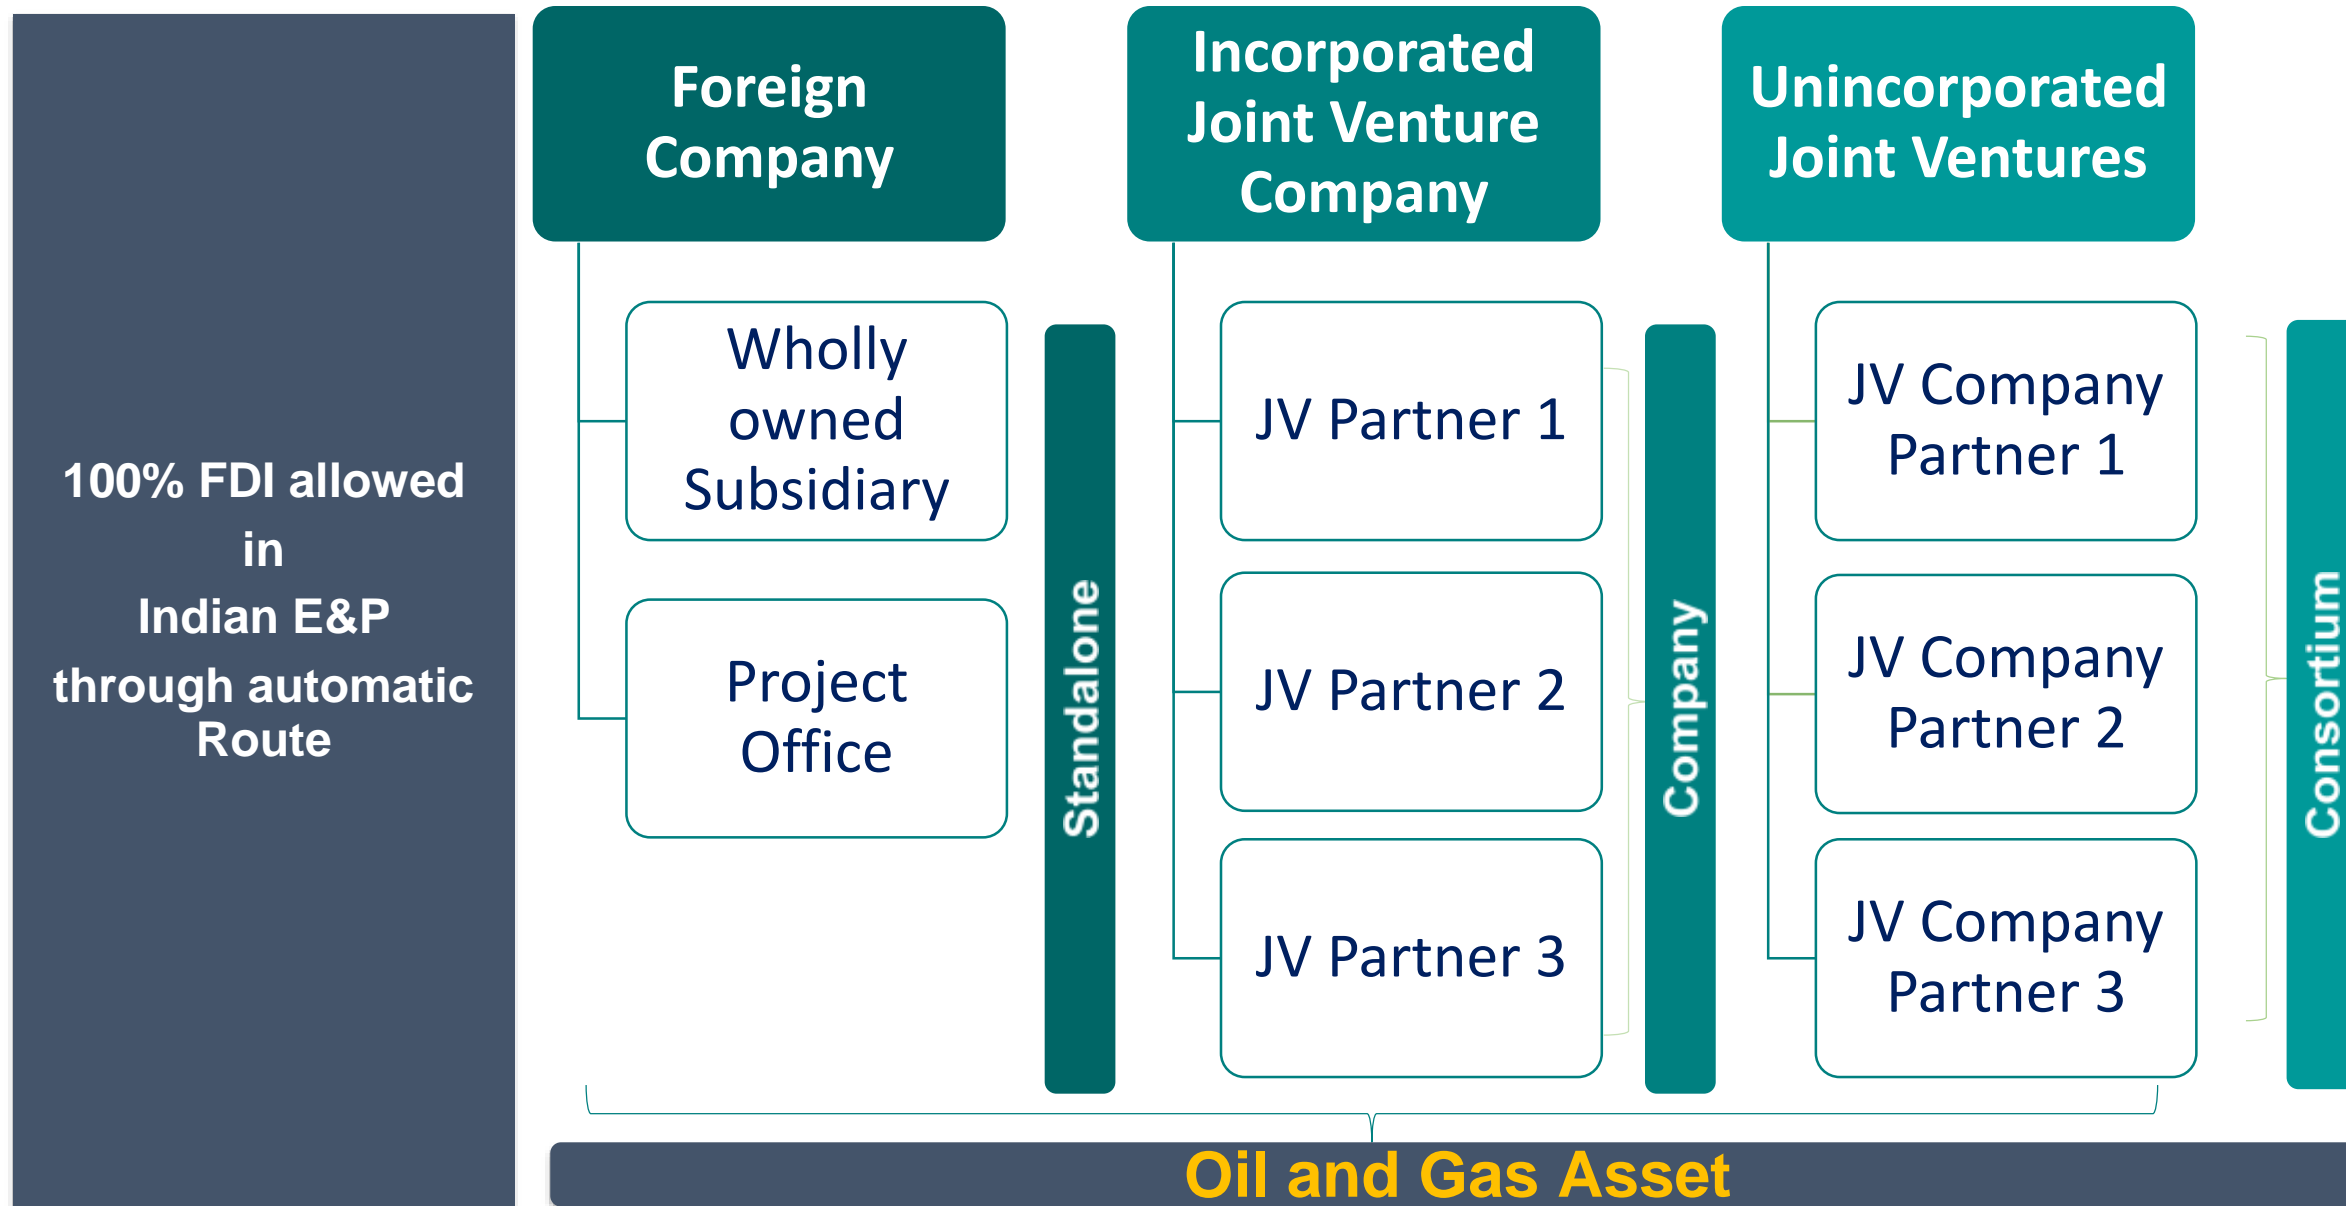 100% FDI allowed
in
Indian E&P
through automatic
Route
Foreign
Company
Wholly
owned
Subsidiary
Project
Office
Standalone
Incorporated
Joint Venture
Company
JV Partner 1
JV Partner 2
JV Partner 3
Company
Unincorporated
Joint Ventures
JV Company
Partner 1
JV Company
Partner 2
JV Company
Partner 3
Consortium
Oil and Gas Asset